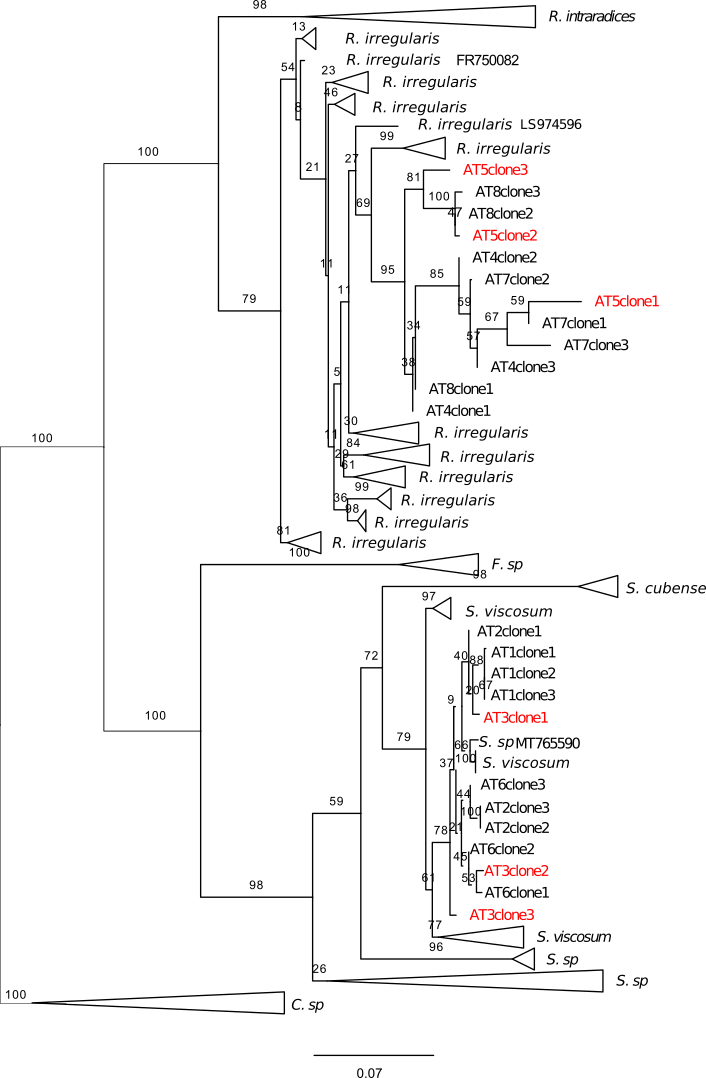 98
R. intraradices
13
R. irregularis
R. irregularis FR750082
54
23
R. irregularis
46
8
R. irregularis
R. irregularis LS974596
99
R. irregularis
100
27
21
AT5clone3
81
AT8clone3
100
69
47
AT8clone2
AT5clone2
AT4clone2
11
95
85
AT7clone2
11
79
59
59
AT5clone1
67
AT7clone1
34
57
AT7clone3
38
AT4clone3
5
AT8clone1
AT4clone1
30
11
R. irregularis
100
84
29
R. irregularis
61
R. irregularis
99
36
R. irregularis
98
R. irregularis
81
R. irregularis
100
F. sp
98
S. cubense
97
S. viscosum
AT2clone1
72
40
88
AT1clone1
AT1clone2
20
67
AT1clone3
9
100
AT3clone1
79
66
S. sp MT765590
100
37
S. viscosum
44
AT6clone3
59
100
AT2clone3
78
21
AT2clone2
45
AT6clone2
61
53
AT3clone2
98
AT6clone1
AT3clone3
77
S. viscosum
96
S. sp
26
S. sp
100
C. sp
0.07